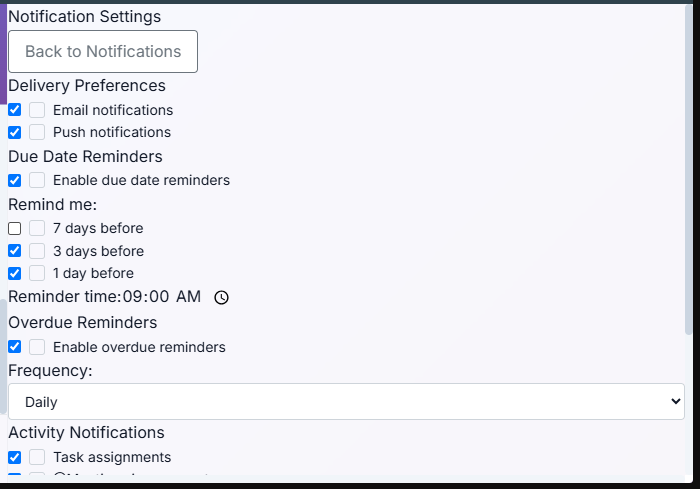 Notification Settings
Back to Notifications
Delivery Preferences
Email notifications
Push notifications
Due Date Reminders
Enable due date reminders
Remind me:
7 days before
3 days before
1 day before
Reminder time:09:00 AM
Overdue Reminders
Enable overdue reminders
Frequency:
Daily
Activity Notifications
Task assignments